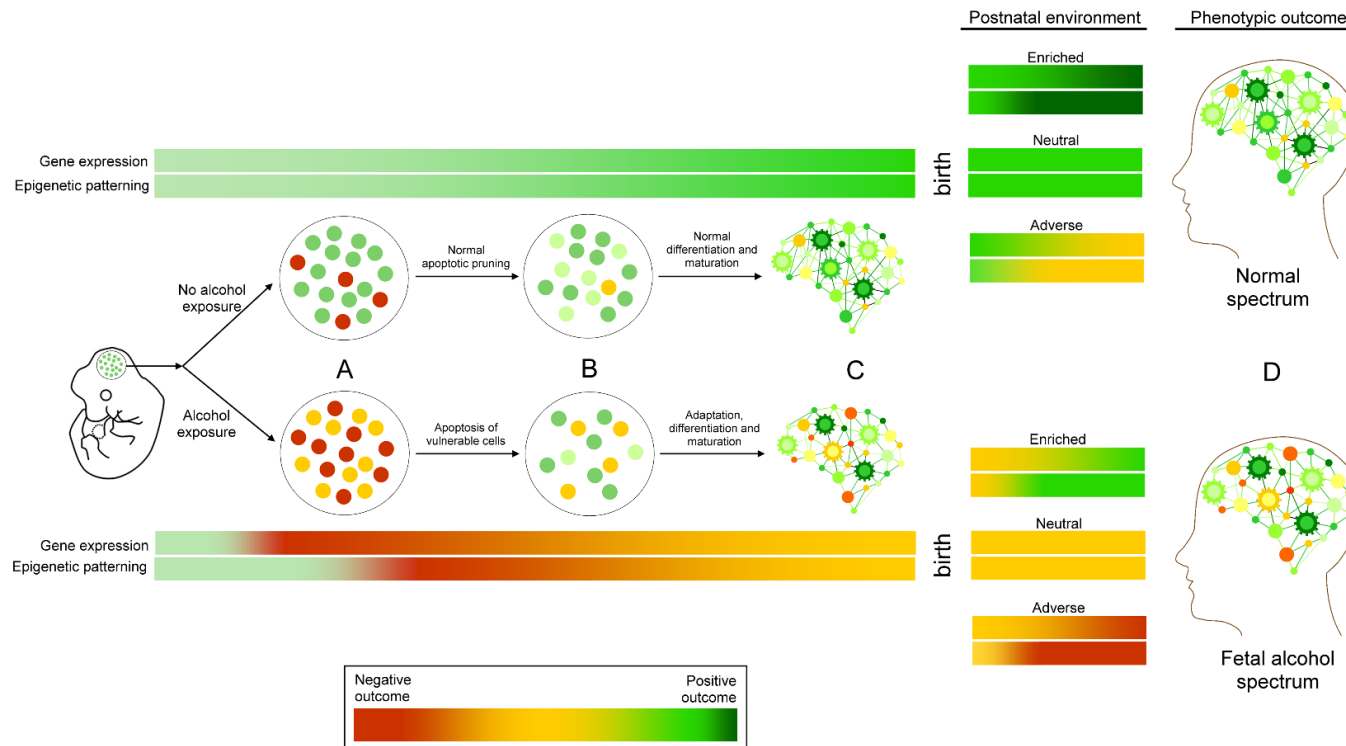 Postnatal environment
Phenotypic outcome
Enriched
Gene expression
Epigenetic patterning
birth
Neutral
Adverse
No alcohol
exposure
Normal
apoptotic pruning
Normal
differentiation and
maturation
Normal
spectrum
A
B
C
D
Alcohol
exposure
Apoptosis of
vulnerable cells
Adaptation,
differentiation and
maturation
Enriched
Gene expression
Epigenetic patterning
birth
Neutral
Adverse
Fetal alcohol
spectrum
Negative
outcome
Positive
outcome